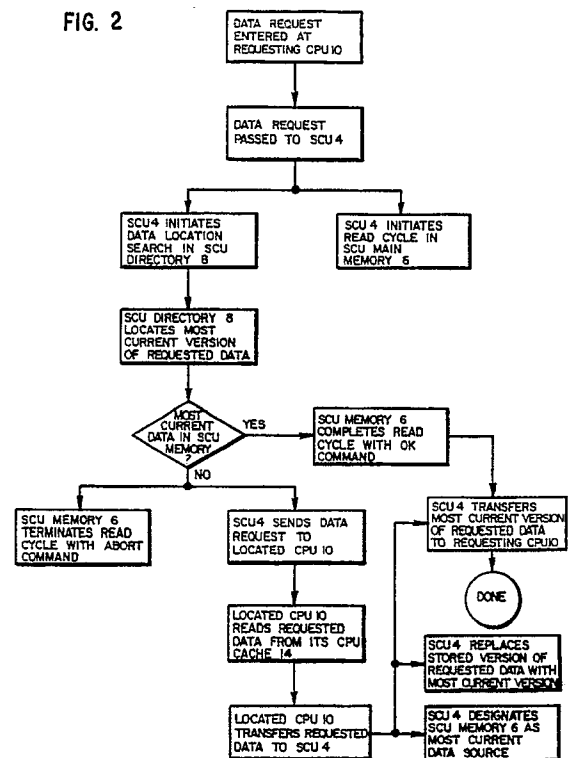 FIG. 2
DATA REQUEST
ENTERED AT
REQUESTING CPU 10
DATA REQUEST
PASSED TO SCU 4
SCU 4 INITIATES
DATA LOCATION
SEARCH IN SCU
DIRECTORY 8
SCU 4 INITIATES
READ CYCLE IN
SCU MAIN
MEMORY 6
SCU DIRECTORY 8
LOCATES MOST
CURRENT VERSION
OF REQUESTED DATA
MOST
CURRENT
DATA IN SCU
MEMORY
?
YES
NO
SCU MEMORY 6
COMPLETES READ
CYCLE WITH OK
COMMAND
SCU MEMORY 6
TERMINATES READ
CYCLE WITH ABORT
COMMAND
SCU 4 SENDS DATA
REQUEST TO
LOCATED CPU 10
SCU 4 TRANSFERS
MOST CURRENT VERSION
OF REQUESTED DATA
TO REQUESTING CPU 10
DONE
LOCATED CPU 10
READS REQUESTED
DATA FROM ITS CPU
CACHE 14
SCU 4 REPLACES
STORED VERSION OF
REQUESTED DATA WITH
MOST CURRENT VERSION
LOCATED CPU 10
TRANSFERS REQUESTED
DATA TO SCU 4
SCU 4 DESIGNATES
SCU MEMORY 6 AS
MOST CURRENT
DATA SOURCE